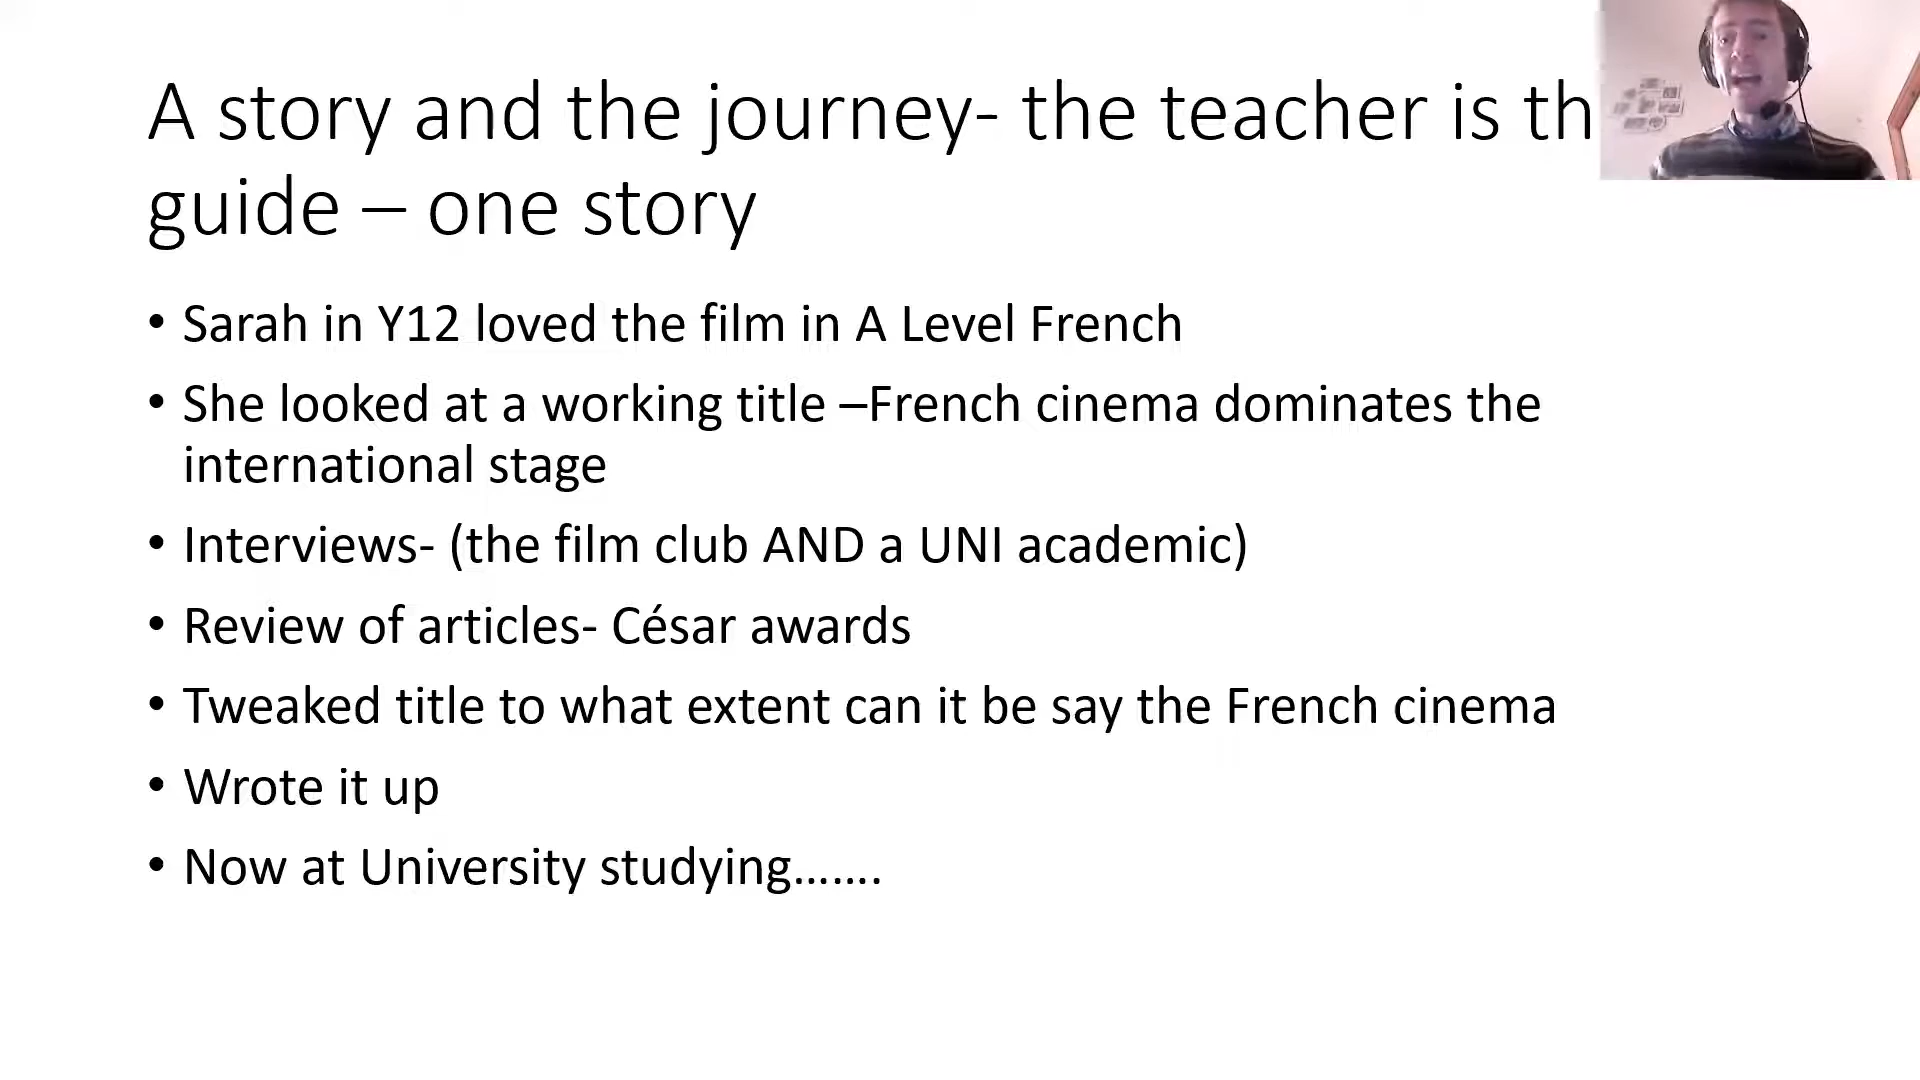 A story and the journey- the teacher is th
guide – one story
• Sarah in Y12 loved the film in A Level French
• She looked at a working title –French cinema dominates the
international stage
• Interviews- (the film club AND a UNI academic)
• Review of articles- César awards
• Tweaked title to what extent can it be say the French cinema
• Wrote it up
• Now at University studying…….